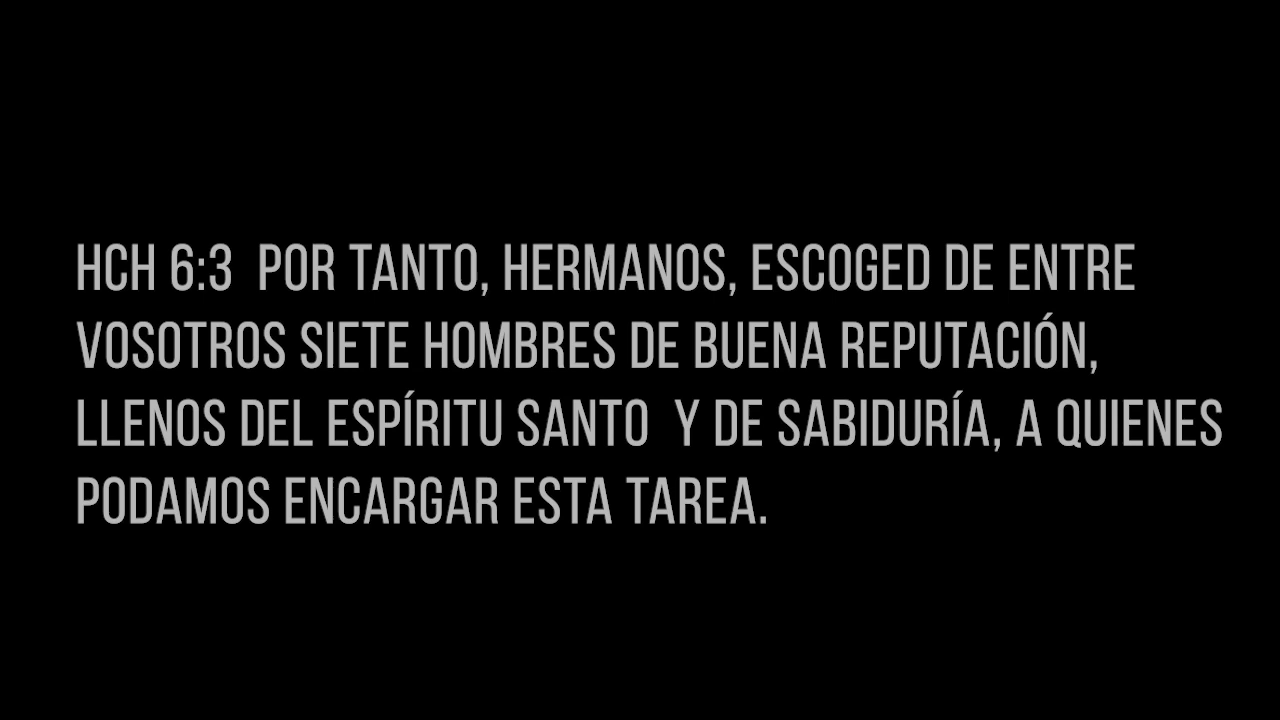 HCH 6:3  POR TANTO, HERMANOS, ESCOGED DE ENTRE
VOSOTROS SIETE HOMBRES DE BUENA REPUTACIÓN,
LLENOS DEL ESPÍRITU SANTO  Y DE SABIDURÍA, A QUIENES
PODAMOS ENCARGAR ESTA TAREA.